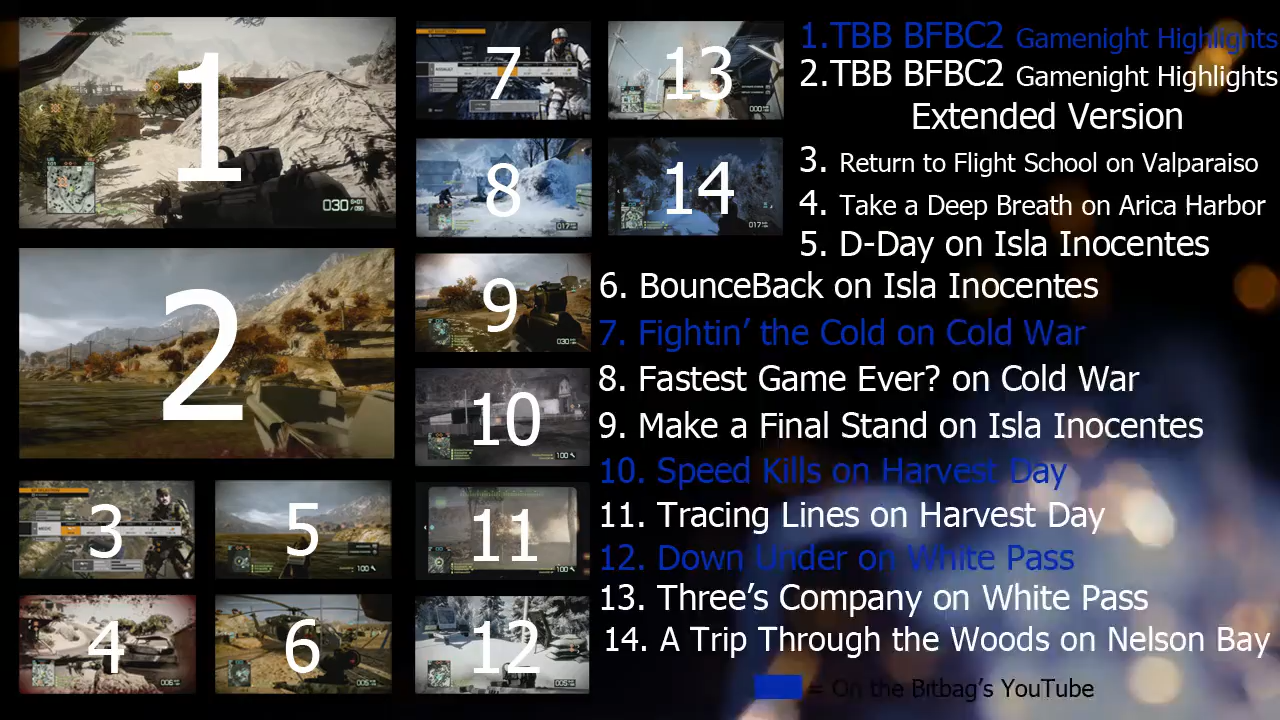 1
2
3
4
5
6
7
8
9
10
11
12
13
14
030
030
100
100
100
1.TBB BFBC2 Gamenight Highlights
2.TBB BFBC2 Gamenight Highlights
Extended Version
3. Return to Flight School on Valparaiso
4. Take a Deep Breath on Arica Harbor
5. D-Day on Isla Inocentes
6. BounceBack on Isla Inocentes
7. Fightin’ the Cold on Cold War
8. Fastest Game Ever? on Cold War
9. Make a Final Stand on Isla Inocentes
10. Speed Kills on Harvest Day
11. Tracing Lines on Harvest Day
12. Down Under on White Pass
13. Three’s Company on White Pass
14. A Trip Through the Woods on Nelson Bay
= On the Bitbag’s YouTube